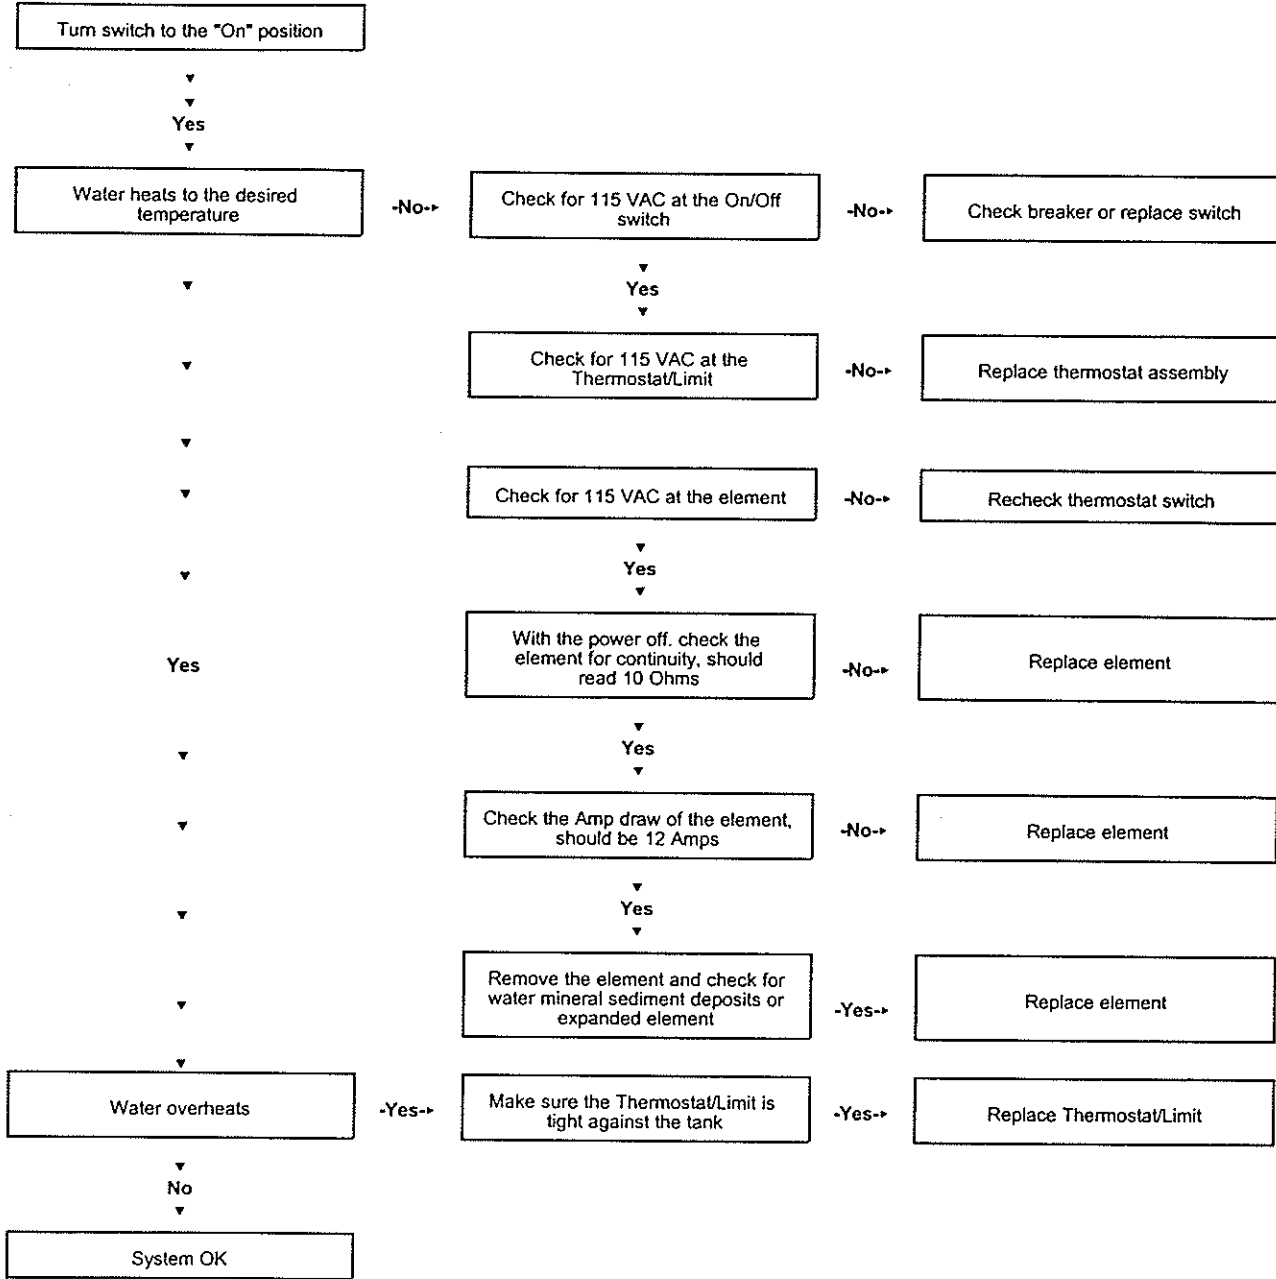 Turn switch to the "On" position
Yes
Water heats to the desired
temperature
-No-
Check for 115 VAC at the On/Off
switch
-No-
Check breaker or replace switch
Yes
Check for 115 VAC at the
Thermostat/Limit
-No-
Replace thermostat assembly
Check for 115 VAC at the element
-No-
Recheck thermostat switch
Yes
With the power off. check the
element for continuity, should
read 10 Ohms
-No-
Replace element
Yes
Yes
Check the Amp draw of the element,
should be 12 Amps
-No-
Replace element
Yes
Remove the element and check for
water mineral sediment deposits or
expanded element
-Yes-
Replace element
Water overheats
-Yes-
Make sure the Thermostat/Limit is
tight against the tank
-Yes-
Replace Thermostat/Limit
No
System OK